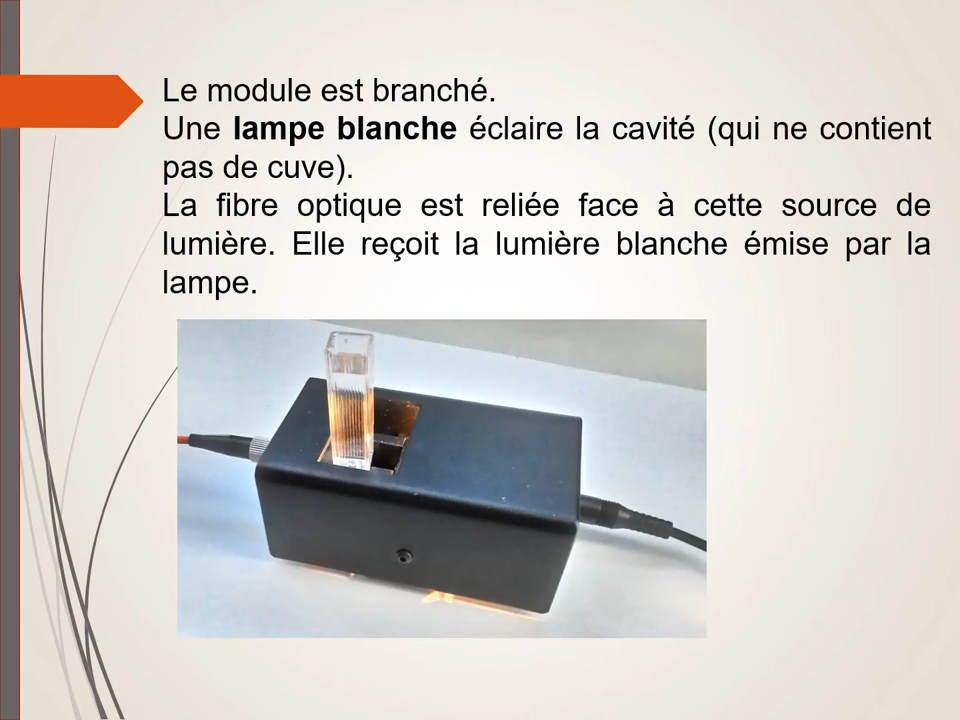 Le module est branché.
Une lampe blanche éclaire la cavité (qui ne contient
pas de cuve).
La fibre optique est reliée face à cette source de
lumière. Elle reçoit la lumière blanche émise par la
lampe.